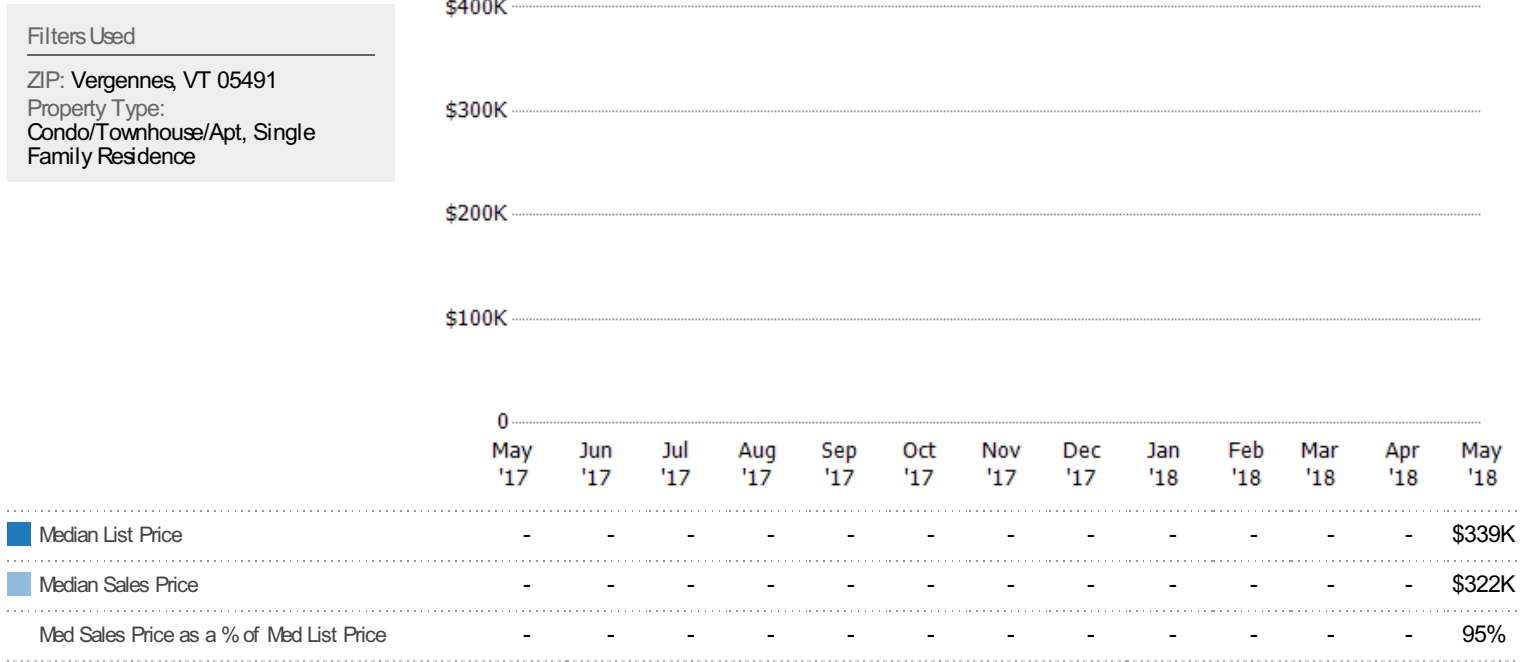 Filters Used
ZIP: Vergennes, VT 05491
Property Type:
Condo/Townhouse/Apt, Single
Family Residence
$400K
$300K
$200K
$100K
0
May Jun Jul Aug Sep Oct Nov Dec Jan Feb Mar Apr May
'17 '17 '17 '17 '17 '17 '17 '17 '18 '18 '18 '18 '18
Median List Price - - - - - - - - - - - - $339K
Median Sales Price - - - - - - - - - - - - $322K
Med Sales Price as a % of Med List Price - - - - - - - - - - - - 95%